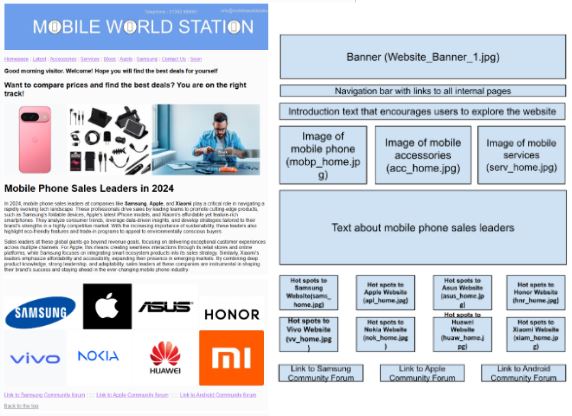 MOBILE WORLD STATION
Homepage | Latest | Accessories | Services | Blogs | Apple | Samsung | Contact Us |
Good morning visitor. Welcome! Hope you will find the best deals for yourself
Want to compare prices and find the best deals? You are on the right
track!
Mobile Phone Sales Leaders in 2024
In 2024, mobile phone sales leaders at companies like Samsung, Apple, and Xiaomi play a critical role in navigating a
rapidly evolving tech landscape. These professionals drive sales by leading teams to promote cutting-edge products,
such as Samsung's foldable devices, Apple's latest iPhone models, and Xiaomi's affordable yet feature-rich
smartphones. They analyze consumer trends, leverage data-driven insights, and develop strategies tailored to their
brand's strengths in a highly competitive market. With the increasing importance of sustainability, these leaders also
highlight eco-friendly features and trade-in programs to appeal to environmentally conscious buyers.
Sales leaders at these global giants go beyond revenue goals, focusing on delivering exceptional customer experiences
across multiple channels. For Apple, this means creating seamless interactions through its retail stores and online
platforms, while Samsung focuses on integrating smart ecosystem products into its sales strategy. Similarly, Xiaomi's
leaders emphasize affordability and accessibility, expanding their presence in emerging markets. By combining deep
product knowledge, strong leadership, and adaptability, sales leaders at these companies are instrumental in shaping
their brand's success and staying ahead in the ever-changing mobile phone industry.
SAMSUNG
ASUS
HONOR
vivo
NOKIA
HUAWEI
Link to Samsung Community Forum
Link to Apple Community Forum
Link to Android Community Forum
Back to the top
Banner (Website_Banner_1.jpg)
Navigation bar with links to all internal pages
Introduction text that encourages users to explore the website
Image of
mobile phone
(mobp_home.jpg)
Image of mobile
accessories
(acc_home.jpg)
Image of mobile
services
(serv_home.jpg)
Text about mobile phone sales leaders
Hot spots to
Samsung
Website(sams_
home.jpg)
Hot spots to
Apple Website
(apl_home.jpg)
Hot spots to
Asus Website
(asus_home.jp
g)
Hot spots to
Honor Website
(hnr_home.jpg)
Hot spots to
Vivo Website
(vv_home.jpg
)
Hot spots to
Nokia Website
(nok_home.jpg)
Hot spots to
Huawei
Website
(huaw_home.j
pg)
Hot spots to
Xiaomi Website
(xiam_home.jp
g)
Link to Samsung
Community Forum
Link to Apple
Community Forum
Link to Android
Community Forum